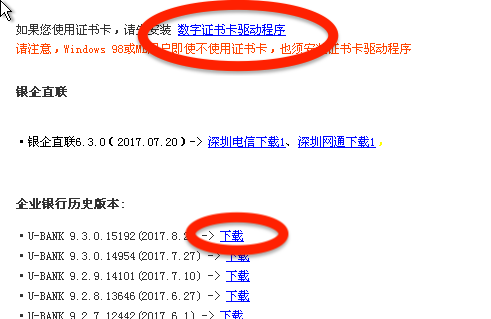 如果您使用证书卡，请先安装 数字证书卡驱动程序
请注意，Windows 98或ME用户即使不使用证书卡，也须安装证书卡驱动程序
银企直联
·银企直联6.3.0(2017.07.20)-> 深圳电信下载1、深圳网通下载1，
企业银行历史版本：
·U-BANK 9.3.0.15192(2017.8.2 -> 下载
·U-BANK 9.3.0.14954(2017.7.27) -> 下载
·U-BANK 9.2.9.14101(2017.7.10) -> 下载
·U-BANK 9.2.8.13646(2017.6.27) -> 下载
·U-BANK 9.2.7.12442(2017.6.1) -> 下载